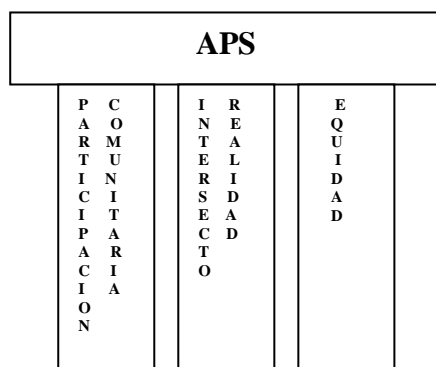 APS
PARTICIPACION
COMUNITARIA
INTERSECTO
REALIDAD
EQUIDAD